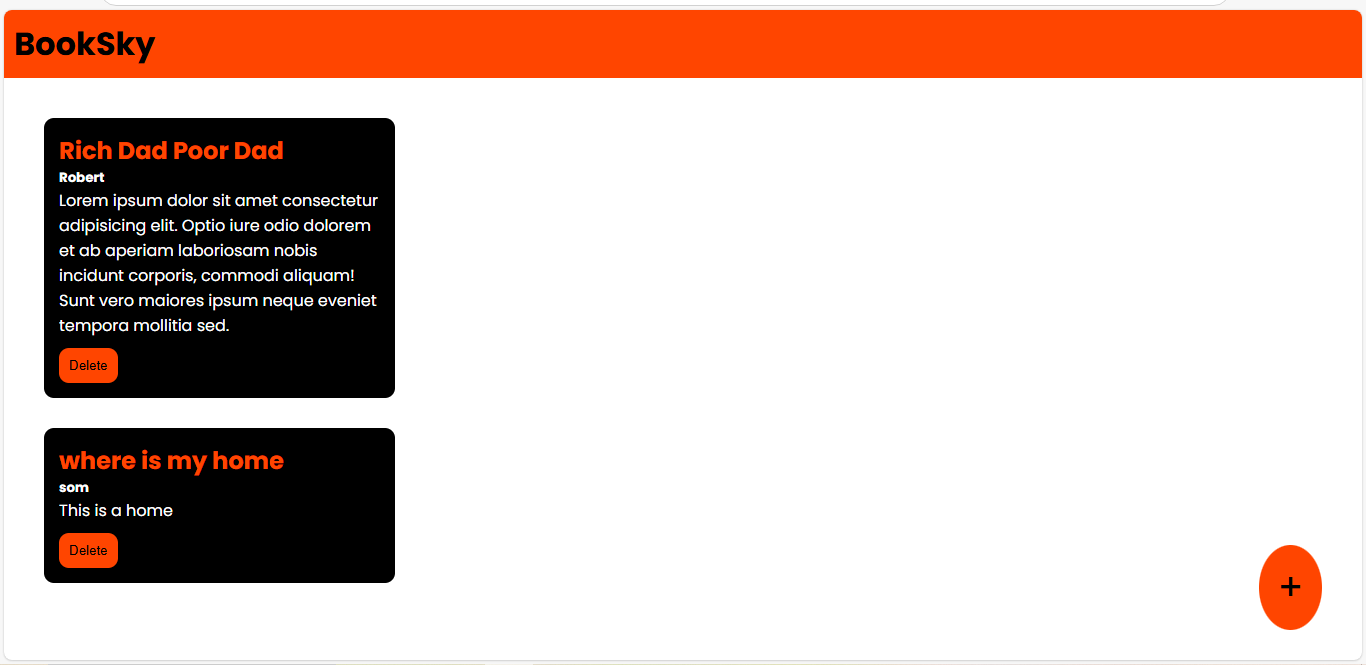 BookSky
Rich Dad Poor Dad
Robert
Lorem ipsum dolor sit amet consectetur
adipisicing elit. Optio iure odio dolorem
et ab aperiam laboriosam nobis
incidunt corporis, commodi aliquam!
Sunt vero maiores ipsum neque eveniet
tempora mollitia sed.
Delete
where is my home
som
This is a home
Delete
+